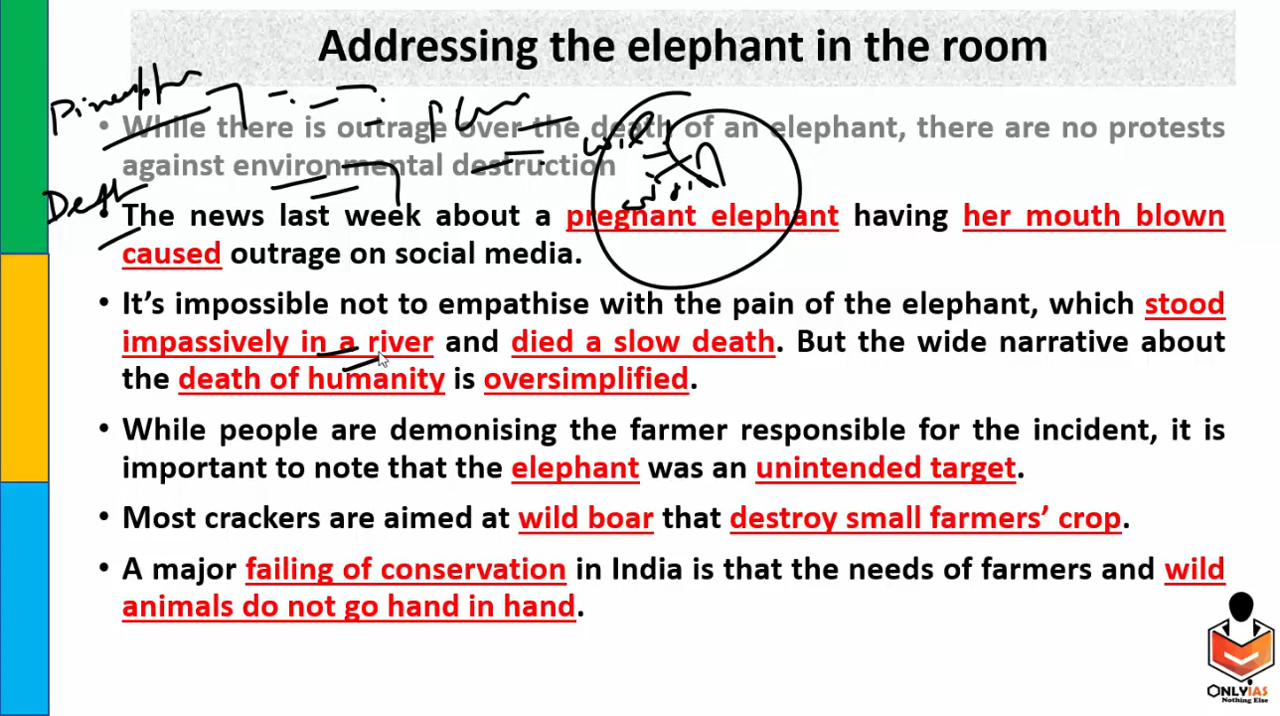 Addressing the elephant in the room
• While there is outrage over the death of an elephant, there are no protests
against environmental destruction
• The news last week about a pregnant elephant having her mouth blown
caused outrage on social media.
• It’s impossible not to empathise with the pain of the elephant, which stood
impassively in a river and died a slow death. But the wide narrative about
the death of humanity is oversimplified.
• While people are demonising the farmer responsible for the incident, it is
important to note that the elephant was an unintended target.
• Most crackers are aimed at wild boar that destroy small farmers’ crop.
• A major failing of conservation in India is that the needs of farmers and wild
animals do not go hand in hand.
Death
ONLYIAS
Nothing Else